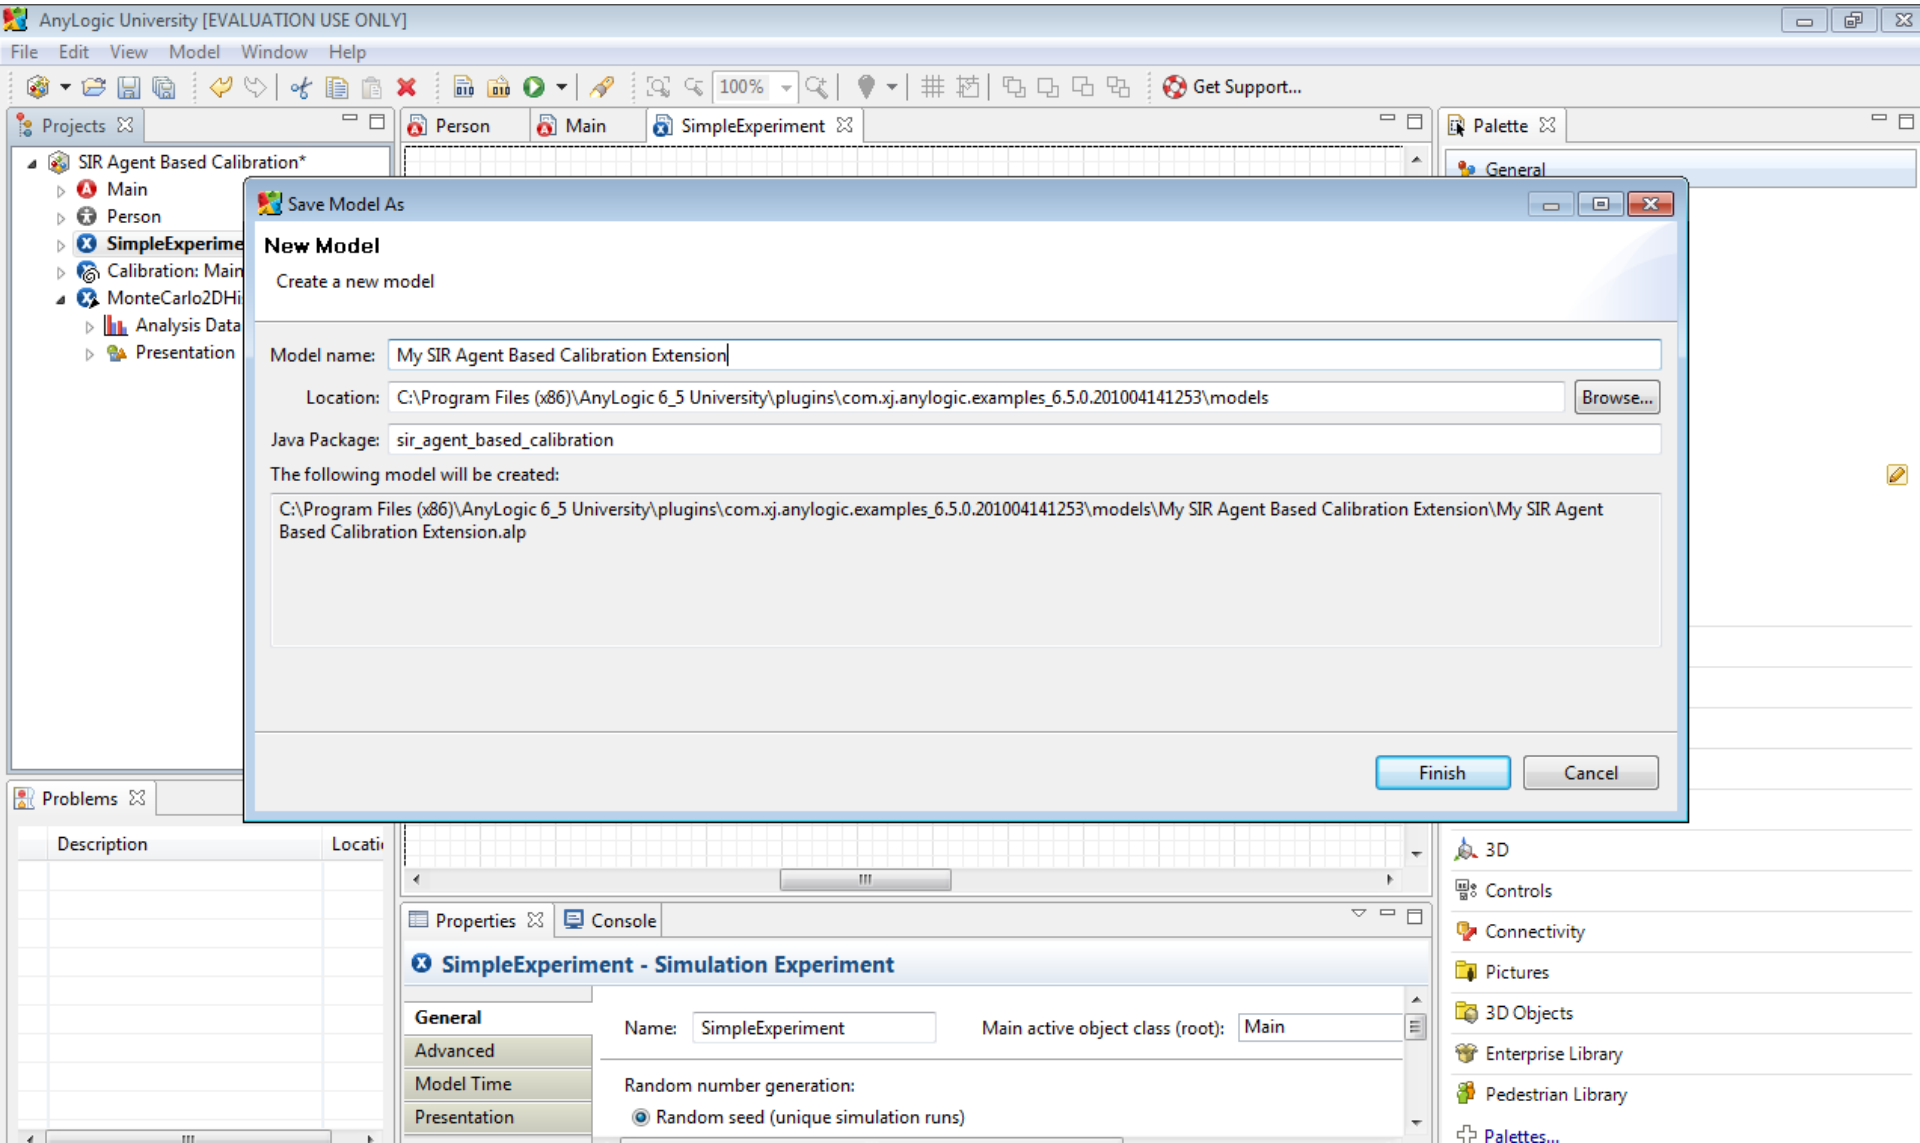 AnyLogic University [EVALUATION USE ONLY]
File Edit View Model Window Help
100% Get Support...
Projects
Person Main SimpleExperiment
Palette
SIR Agent Based Calibration*
Main
Person
SimpleExperime
Calibration: Main
MonteCarlo2DHi
Analysis Data
Presentation
General
Save Model As
New Model
Create a new model
Model name: My SIR Agent Based Calibration Extension
Location: C:\Program Files (x86)\AnyLogic 6_5 University\plugins\com.xj.anylogic.examples_6.5.0.201004141253\models Browse...
Java Package: sir_agent_based_calibration
The following model will be created:
C:\Program Files (x86)\AnyLogic 6_5 University\plugins\com.xj.anylogic.examples_6.5.0.201004141253\models\My SIR Agent Based Calibration Extension\My SIR Agent
Based Calibration Extension.alp
Finish Cancel
Problems
Description Locati
Properties Console
SimpleExperiment - Simulation Experiment
General
Advanced
Model Time
Presentation
Name: SimpleExperiment Main active object class (root): Main
Random number generation:
Random seed (unique simulation runs)
3D
Controls
Connectivity
Pictures
3D Objects
Enterprise Library
Pedestrian Library
Palettes...